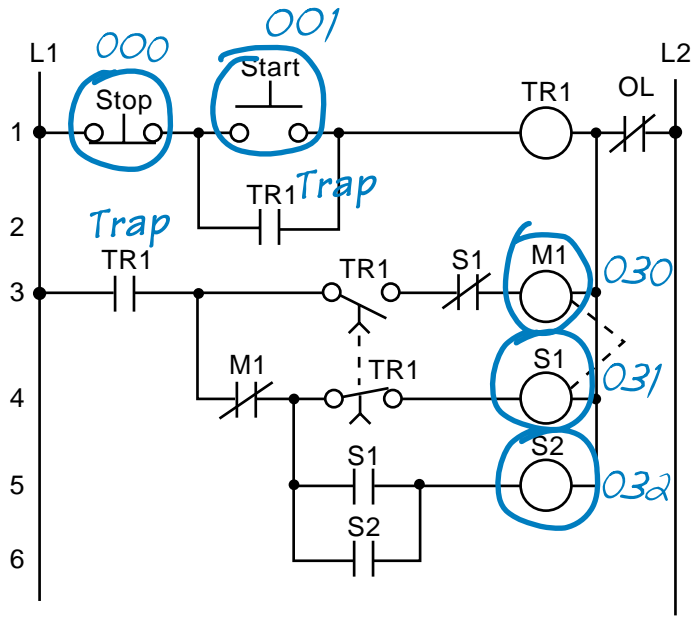 000 001
L1 L2
Stop Start TR1 OL
1
TR1 Trap
2
Trap
TR1 TR1 S1 M1 030
3
M1 TR1 S1 031
4
S1 S2
5 032
S2
6